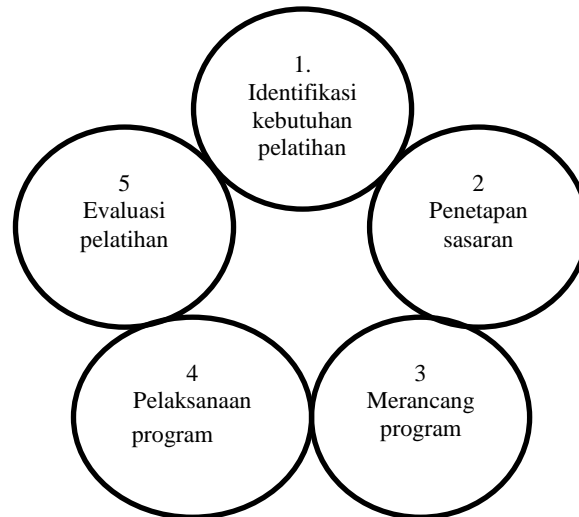 1.
Identifikasi
kebutuhan
pelatihan
2
Penetapan
sasaran
3
Merancang
program
4
Pelaksanaan
program
5
Evaluasi
pelatihan